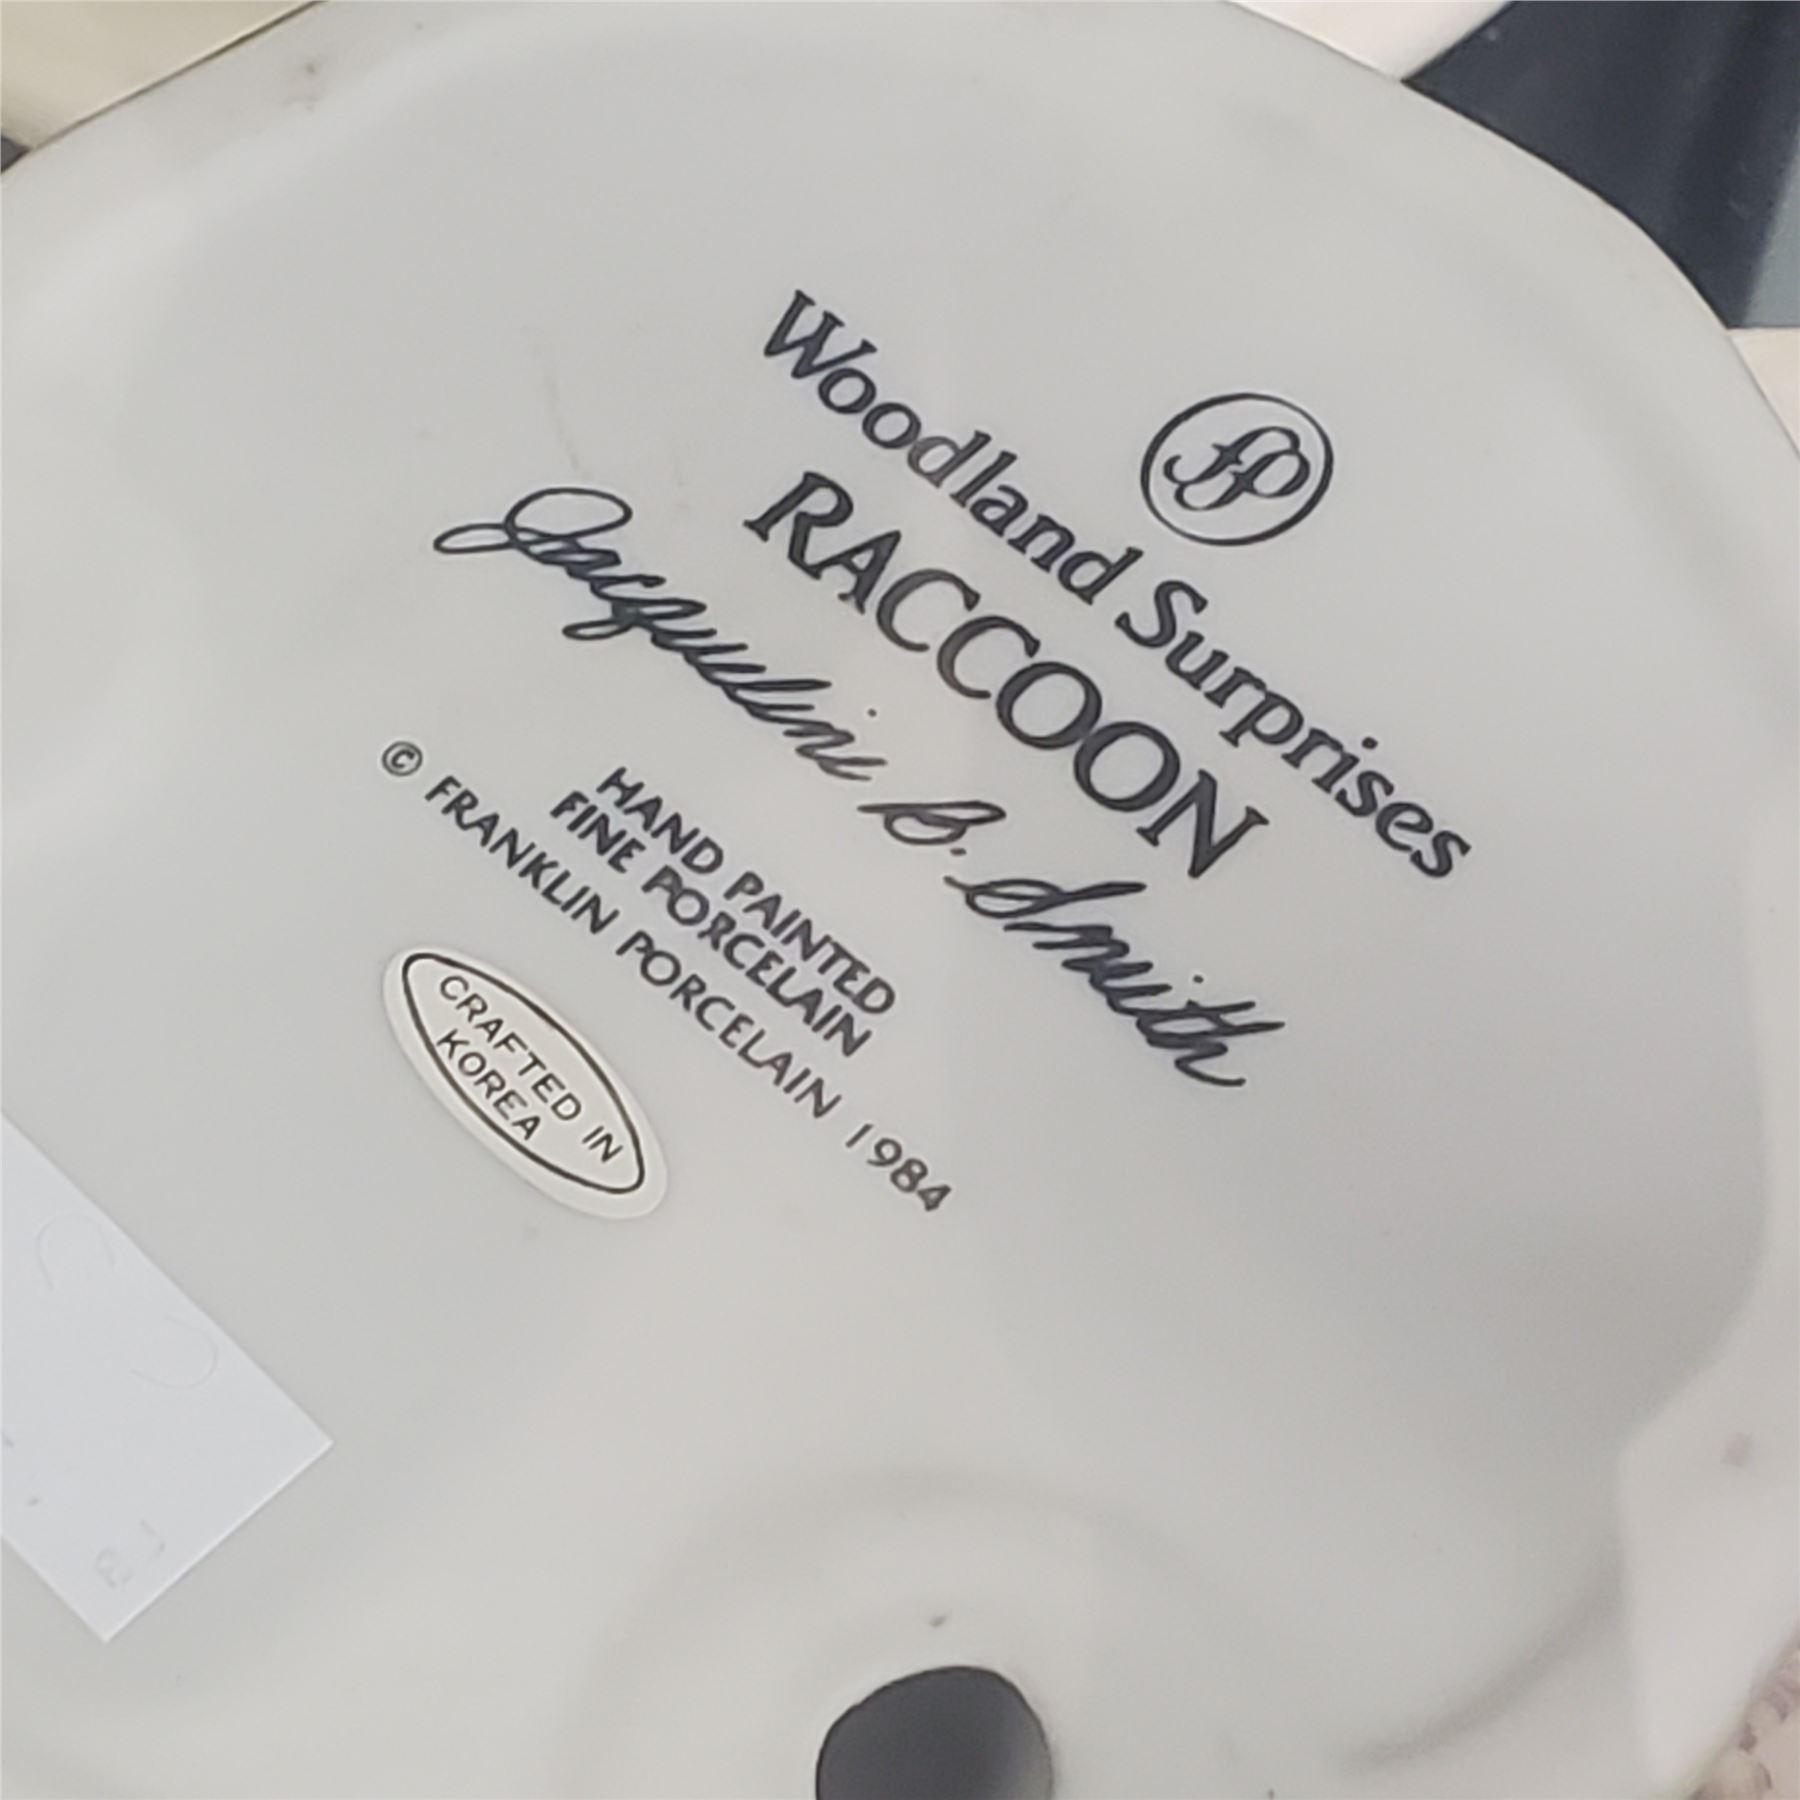 fp
Woodland Surprises
RACCOON
Jacqueline B. Smith
HAND PAINTED
FINE PORCELAIN
© FRANKLIN PORCELAIN 1984
CRAFTED IN
KOREA